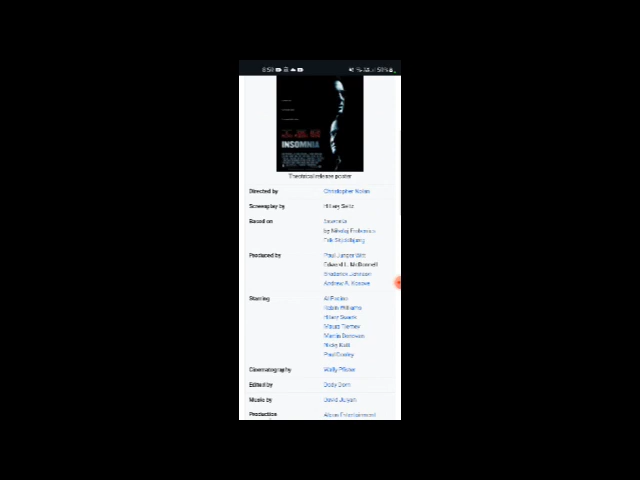 INSOMNIA
Theatrical release poster
Directed by
Christopher Nolan
Screenplay by
Hillary Seitz
Based on
Insomnia
by Nikolaj Frobenius
Erik Skjoldbjærg
Produced by
Paul Junger Witt
Edward L. McDonnell
Broderick Johnson
Andrew A. Kosove
Starring
Al Pacino
Robin Williams
Hilary Swank
Maura Tierney
Martin Donovan
Nicky Katt
Paul Dooley
Cinematography
Wally Pfister
Edited by
Dody Dorn
Music by
David Julyan
Production
Alcon Entertainment